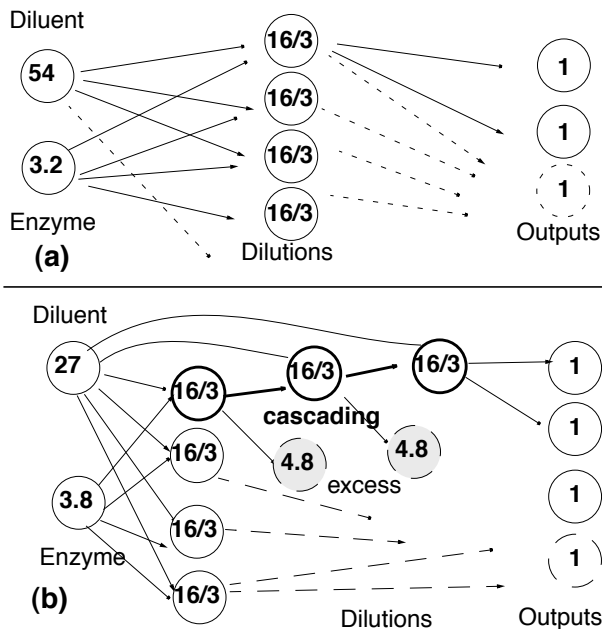 Diluent
54
3.2
Enzyme
(a)
16/3
16/3
16/3
16/3
Dilutions
1
1
1
Outputs
Diluent
27
3.8
Enzyme
(b)
16/3
16/3
16/3
cascading
4.8
4.8
excess
16/3
16/3
16/3
Dilutions
1
1
1
1
Outputs